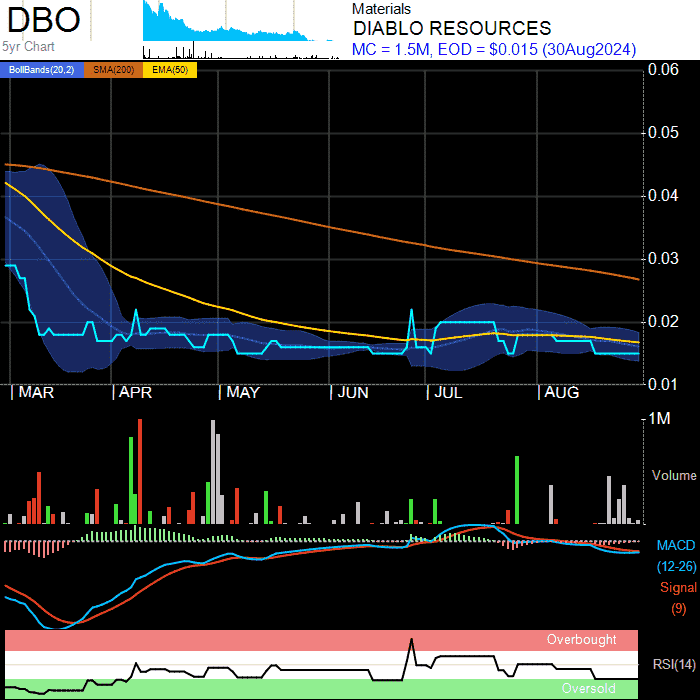 DBO
5yr Chart
Materials
DIABLO RESOURCES
MC = 1.5M, EOD = $0.015 (30Aug2024)
BollBands(20,2) SMA(200) EMA(50)
0.06
0.05
0.04
0.03
0.02
0.01
| MAR | APR | MAY | JUN | JUL | AUG
1M
Volume
MACD
(12-26)
Signal
(9)
Overbought
RSI(14)
Oversold